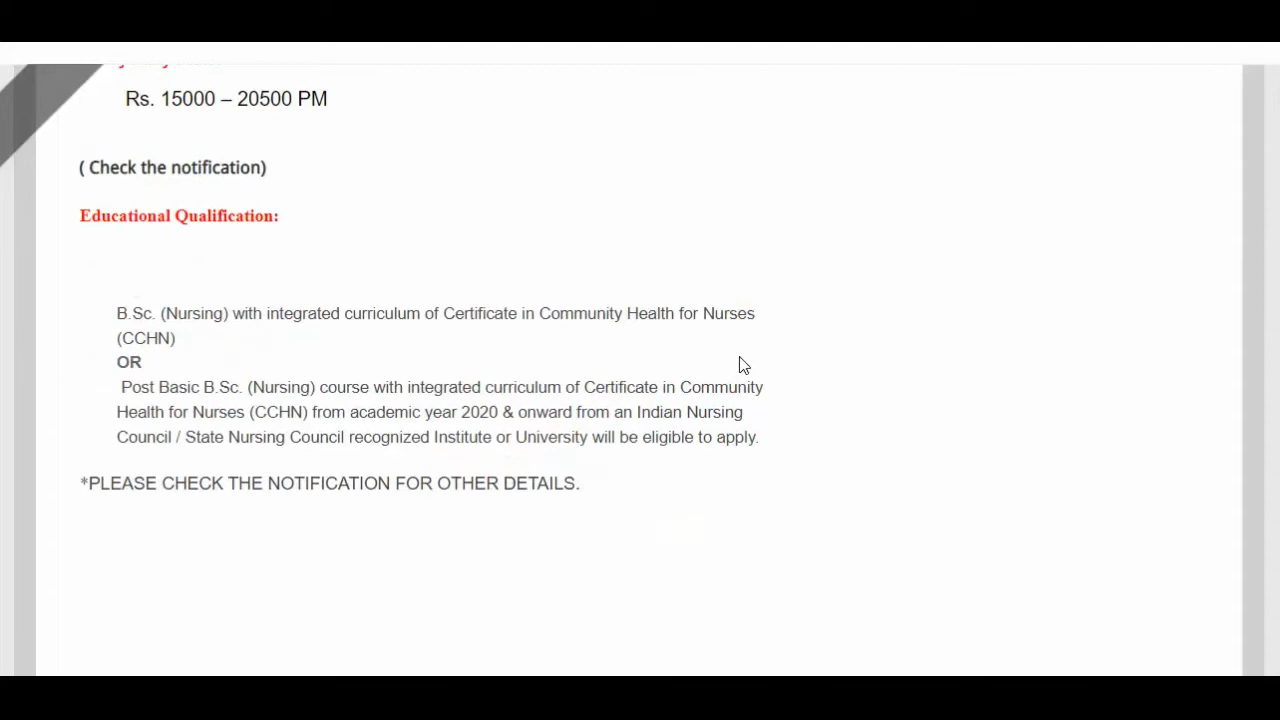 Rs. 15000 – 20500 PM
( Check the notification)
Educational Qualification:
B.Sc. (Nursing) with integrated curriculum of Certificate in Community Health for Nurses
(CCHN)
OR
Post Basic B.Sc. (Nursing) course with integrated curriculum of Certificate in Community
Health for Nurses (CCHN) from academic year 2020 & onward from an Indian Nursing
Council / State Nursing Council recognized Institute or University will be eligible to apply.
*PLEASE CHECK THE NOTIFICATION FOR OTHER DETAILS.